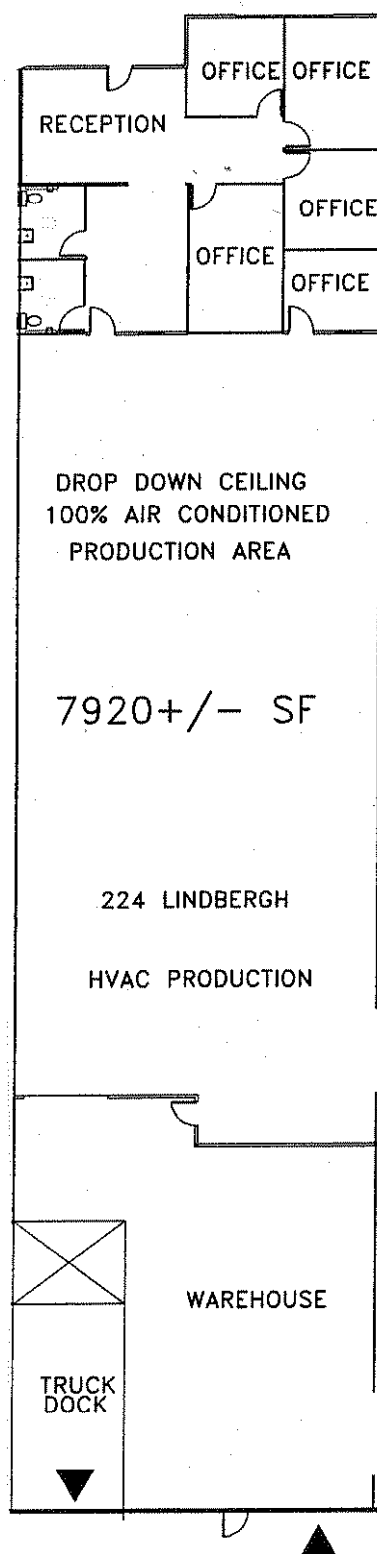 OFFICE OFFICE
RECEPTION
OFFICE
OFFICE
OFFICE
DROP DOWN CEILING
100% AIR CONDITIONED
PRODUCTION AREA
7920+/- SF
224 LINDBERGH
HVAC PRODUCTION
WAREHOUSE
TRUCK
DOCK